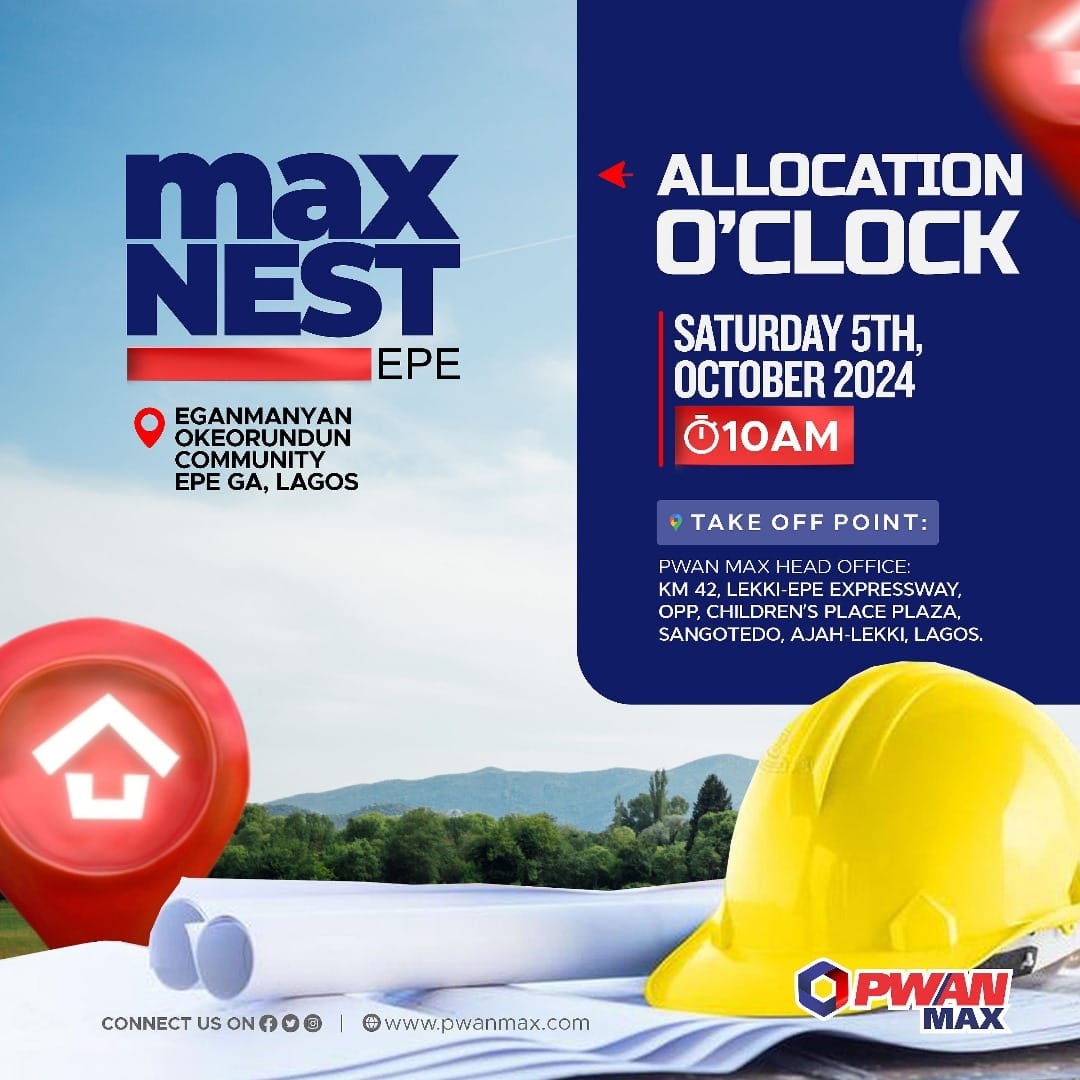 max
NEST
EPE
EGANMANYAN
OKEORUNDUN
COMMUNITY
EPE GA, LAGOS
ALLOCATION
O'CLOCK
SATURDAY 5TH,
OCTOBER 2024
10AM
TAKE OFF POINT:
PWAN MAX HEAD OFFICE:
KM 42, LEKKI-EPE EXPRESSWAY,
OPP, CHILDREN'S PLACE PLAZA,
SANGOTEDO, AJAH-LEKKI, LAGOS.
CONNECT US ON | www.pwanmax.com
PWAN
MAX